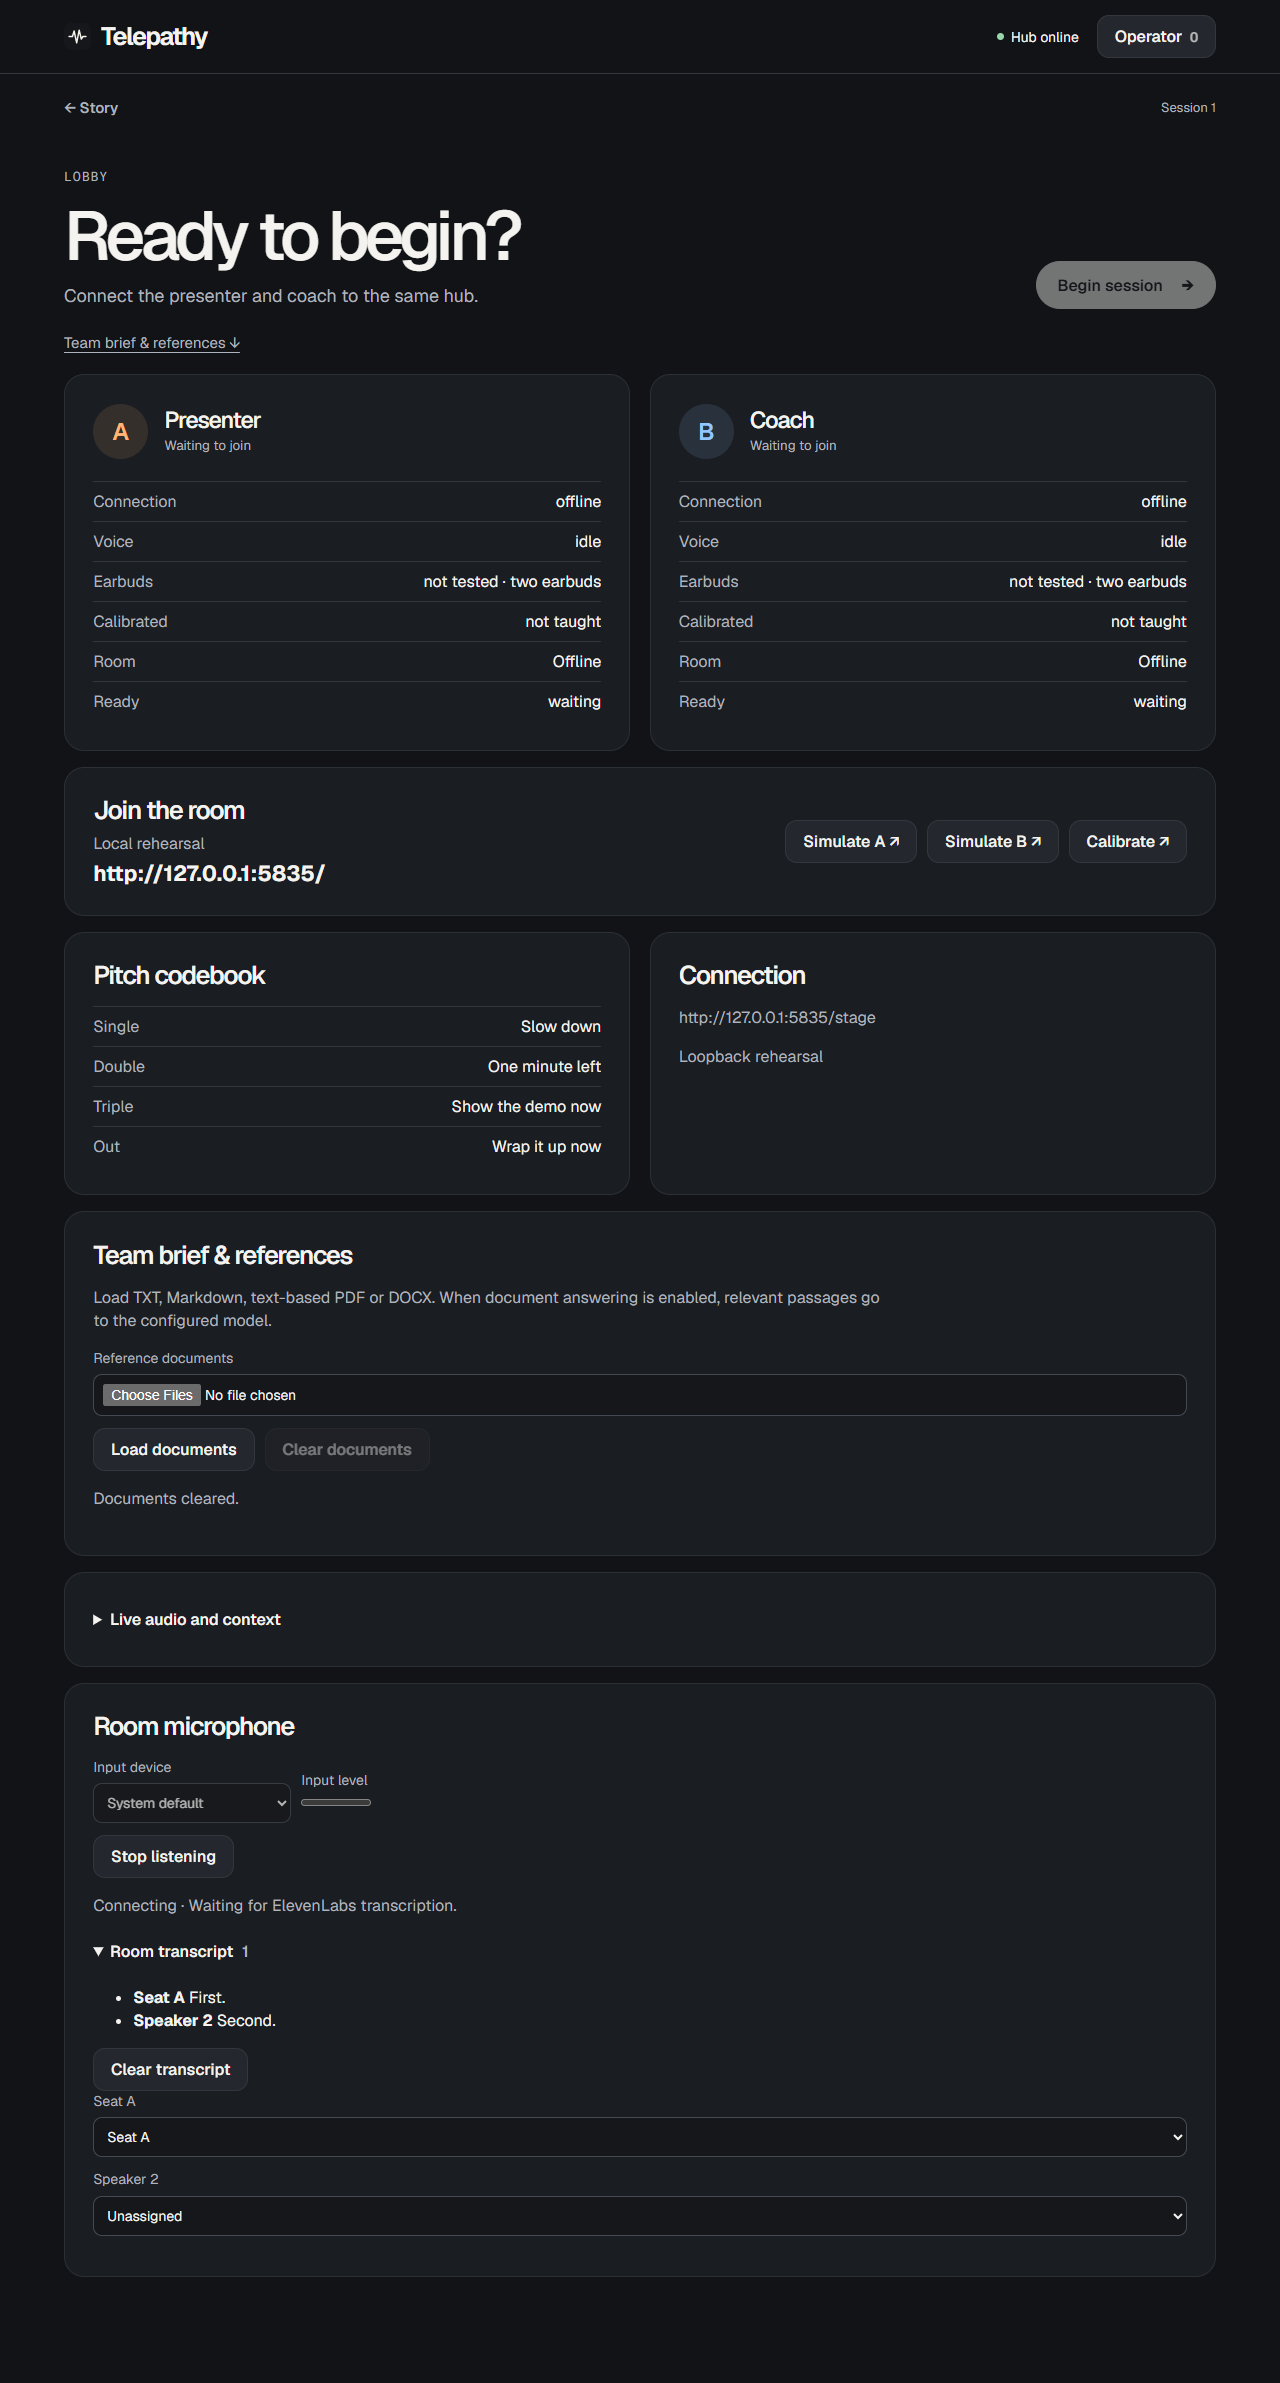 Telepathy
Hub online
Operator 0
← Story
Session 1
LOBBY
Ready to begin?
Connect the presenter and coach to the same hub.
Begin session →
Team brief & references ↓
A
Presenter
Waiting to join
Connection offline
Voice idle
Earbuds not tested · two earbuds
Calibrated not taught
Room Offline
Ready waiting
B
Coach
Waiting to join
Connection offline
Voice idle
Earbuds not tested · two earbuds
Calibrated not taught
Room Offline
Ready waiting
Join the room
Local rehearsal
http://127.0.0.1:5835/
Simulate A ↗
Simulate B ↗
Calibrate ↗
Pitch codebook
Single Slow down
Double One minute left
Triple Show the demo now
Out Wrap it up now
Connection
http://127.0.0.1:5835/stage
Loopback rehearsal
Team brief & references
Load TXT, Markdown, text-based PDF or DOCX. When document answering is enabled, relevant passages go
to the configured model.
Reference documents
Choose Files No file chosen
Load documents
Clear documents
Documents cleared.
Live audio and context
Room microphone
Input device
System default
Input level
Stop listening
Connecting · Waiting for ElevenLabs transcription.
Room transcript 1
Seat A First.
Speaker 2 Second.
Clear transcript
Seat A
Seat A
Speaker 2
Unassigned